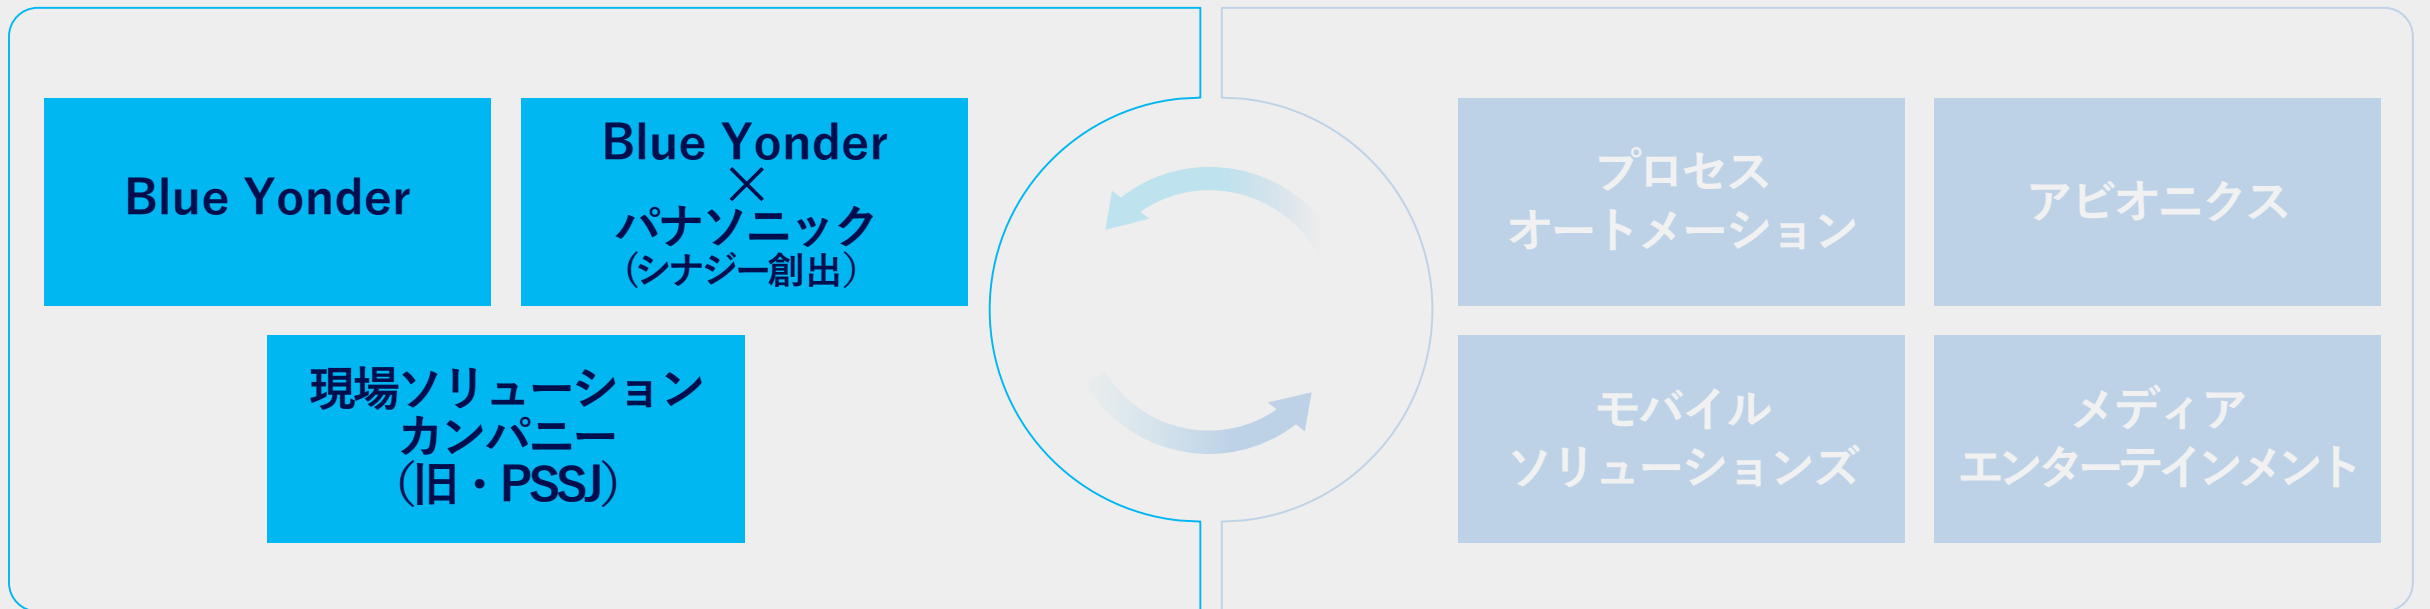 Blue Yonder
Blue Yonder
×
パナソニック
（シナジー創出）
現場ソリューション
カンパニー
（旧・PSSJ）
プロセス
オートメーション
アビオニクス
モバイル
ソリューションズ
メディア
エンターテインメント